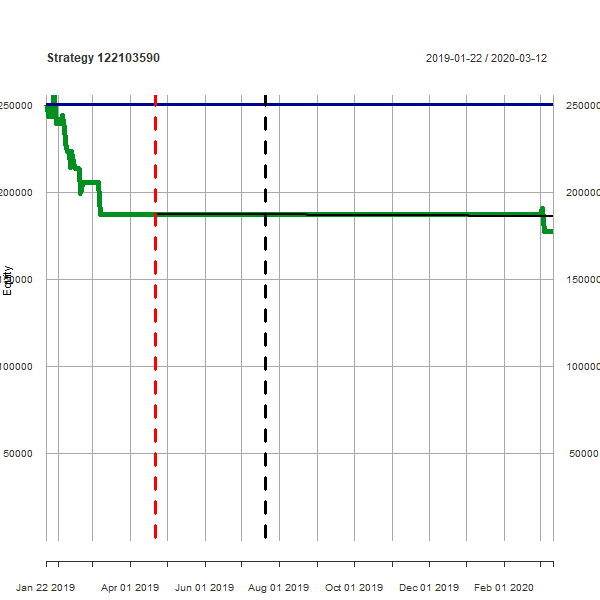 Strategy 122103590 2019-01-22 / 2020-03-12
250000 250000
200000 200000
Equity
150000 150000
100000 100000
50000 50000
Jan 22 2019 Apr 01 2019 Jun 01 2019 Aug 01 2019 Oct 01 2019 Dec 01 2019 Feb 01 2020